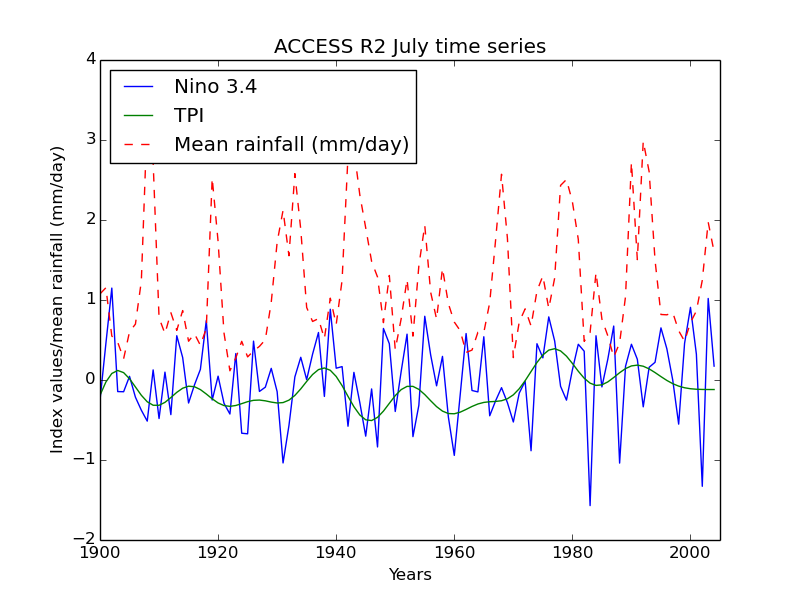 ACCESS R2 July time series
Nino 3.4
TPI
Mean rainfall (mm/day)
Index values/mean rainfall (mm/day)
4
3
2
1
0
−1
−2
1900 1920 1940 1960 1980 2000
Years